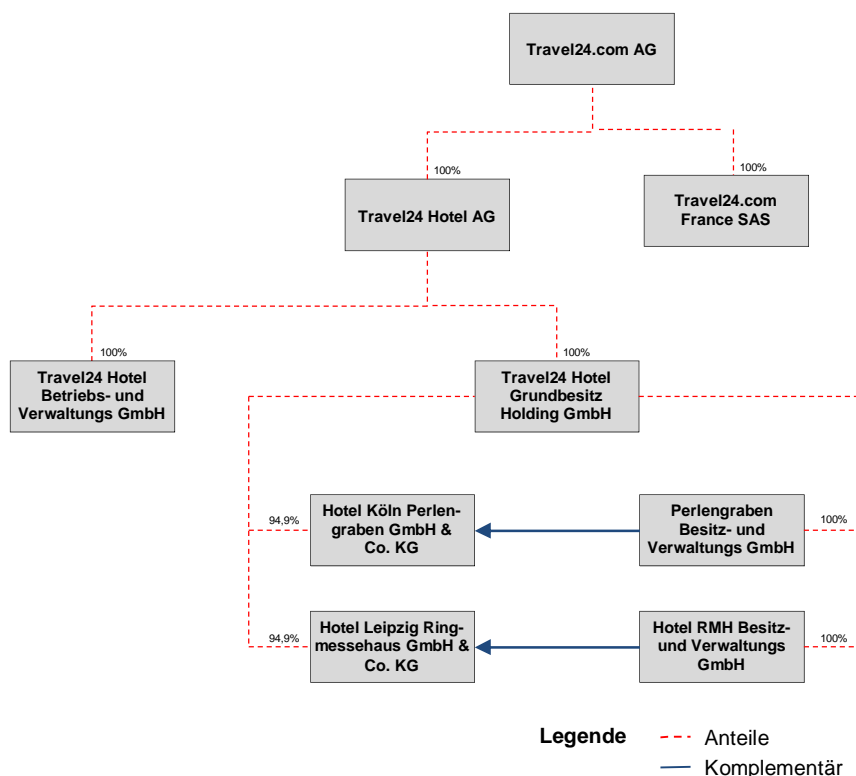 Travel24.com AG
100%
100%
Travel24 Hotel AG
Travel24.com
France SAS
100%
100%
Travel24 Hotel
Betriebs- und
Verwaltungs GmbH
Travel24 Hotel
Grundbesitz
Holding GmbH
94,9%
Hotel Köln Perlen-
graben GmbH &
Co. KG
Perlengraben
Besitz- und
Verwaltungs GmbH
100%
94,9%
Hotel Leipzig Ring-
messehaus GmbH &
Co. KG
Hotel RMH Besitz-
und Verwaltungs
GmbH
100%
Legende
Anteile
Komplementär